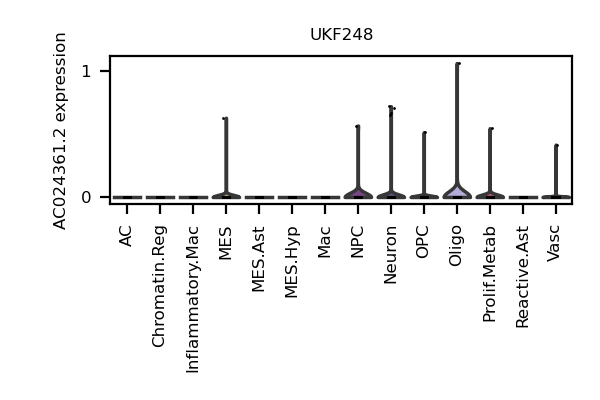 UKF248
AC024361.2 expression
1
0
AC
Chromatin.Reg
Inflammatory.Mac
MES
MES.Ast
MES.Hyp
Mac
NPC
Neuron
OPC
Oligo
Prolif.Metab
Reactive.Ast
Vasc